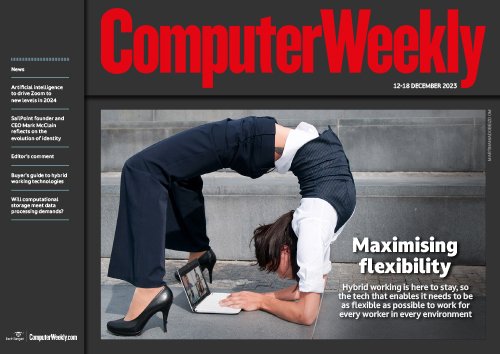 ComputerWeekly
12-18 DECEMBER 2023
News
Artificial intelligence
to drive Zoom to
new levels in 2024
SailPoint founder and
CEO Mark McClain
reflects on the
evolution of identity
Editor's comment
Buyer's guide to hybrid
working technologies
Will computational
storage meet data
processing demands?
Maximising
flexibility
Hybrid working is here to stay, so
the tech that enables it needs to be
as flexible as possible to work for
every worker in every environment
ComputerWeekly.com